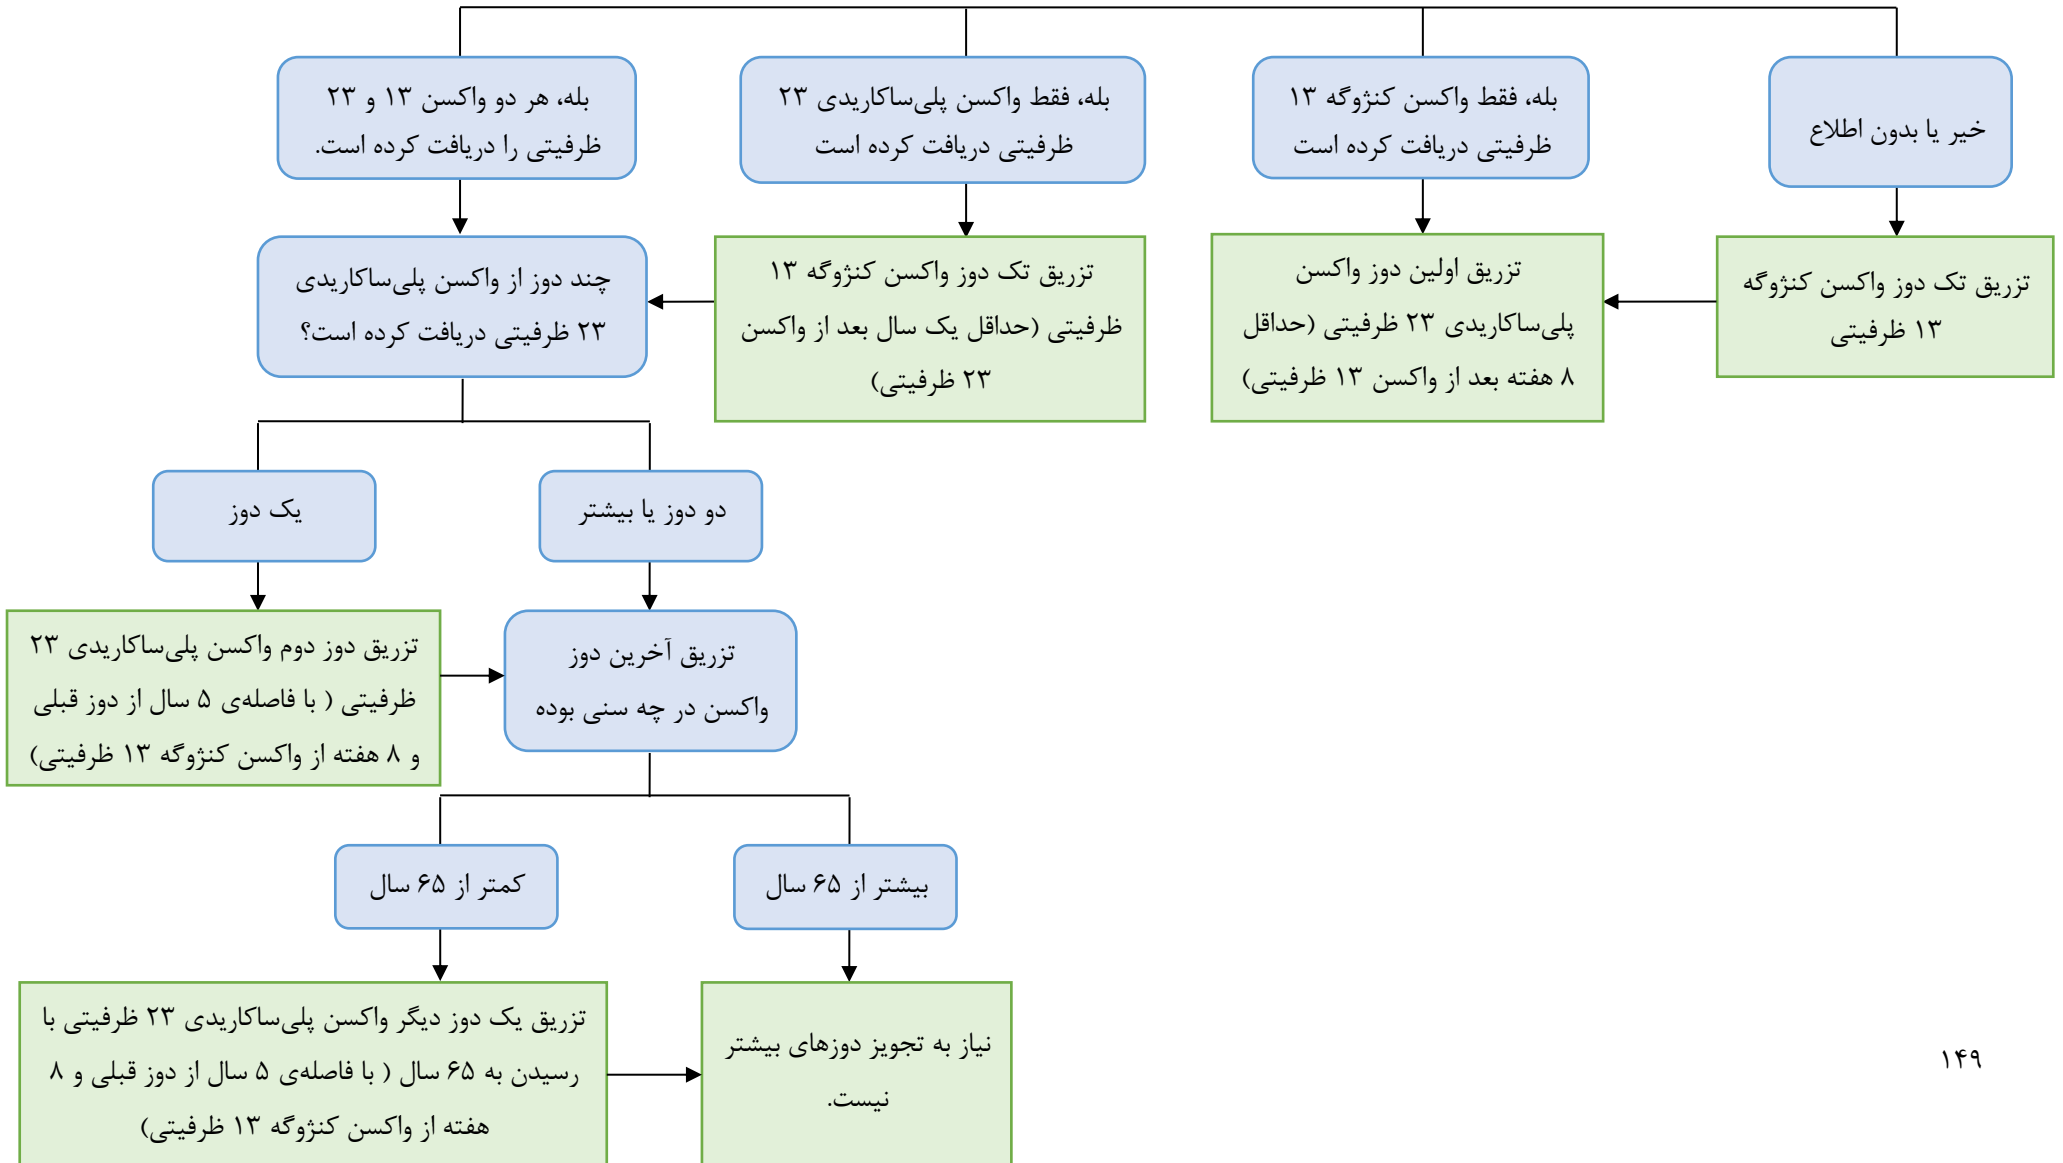 خیر یا بدون اطلاع
بله، فقط واکسن کنژوگه ۱۳
ظرفیتی دریافت کرده است
بله، فقط واکسن پلی‌ساکاریدی ۲۳
ظرفیتی دریافت کرده است
بله، هر دو واکسن ۱۳ و ۲۳
ظرفیتی را دریافت کرده است.
تزریق تک دوز واکسن کنژوگه
۱۳ ظرفیتی
تزریق اولین دوز واکسن
پلی‌ساکاریدی ۲۳ ظرفیتی (حداقل
۸ هفته بعد از واکسن ۱۳ ظرفیتی)
تزریق تک دوز واکسن کنژوگه ۱۳
ظرفیتی (حداقل یک سال بعد از واکسن
۲۳ ظرفیتی)
چند دوز از واکسن پلی‌ساکاریدی
۲۳ ظرفیتی دریافت کرده است؟
دو دوز یا بیشتر
یک دوز
تزریق آخرین دوز
واکسن در چه سنی بوده
تزریق دوز دوم واکسن پلی‌ساکاریدی ۲۳
ظرفیتی ( با فاصله‌ی ۵ سال از دوز قبلی
و ۸ هفته از واکسن کنژوگه ۱۳ ظرفیتی)
بیشتر از ۶۵ سال
کمتر از ۶۵ سال
نیاز به تجویز دوزهای بیشتر
نیست.
تزریق یک دوز دیگر واکسن پلی‌ساکاریدی ۲۳ ظرفیتی با
رسیدن به ۶۵ سال ( با فاصله‌ی ۵ سال از دوز قبلی و ۸
هفته از واکسن کنژوگه ۱۳ ظرفیتی)
۱۴۹